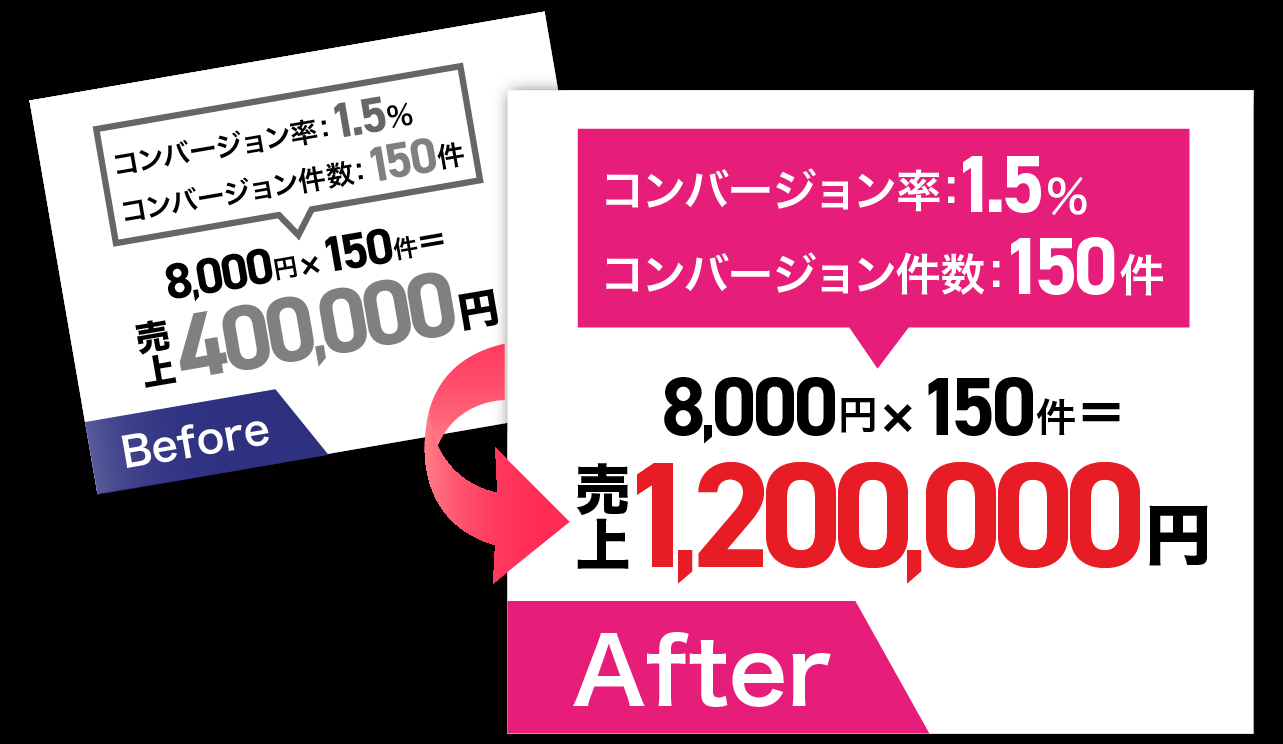 コンバージョン率：1.5%
コンバージョン件数：150件
8,000円×150件＝
売上400,000円
Before
コンバージョン率：1.5%
コンバージョン件数：150件
8,000円×150件＝
売上1,200,000円
After